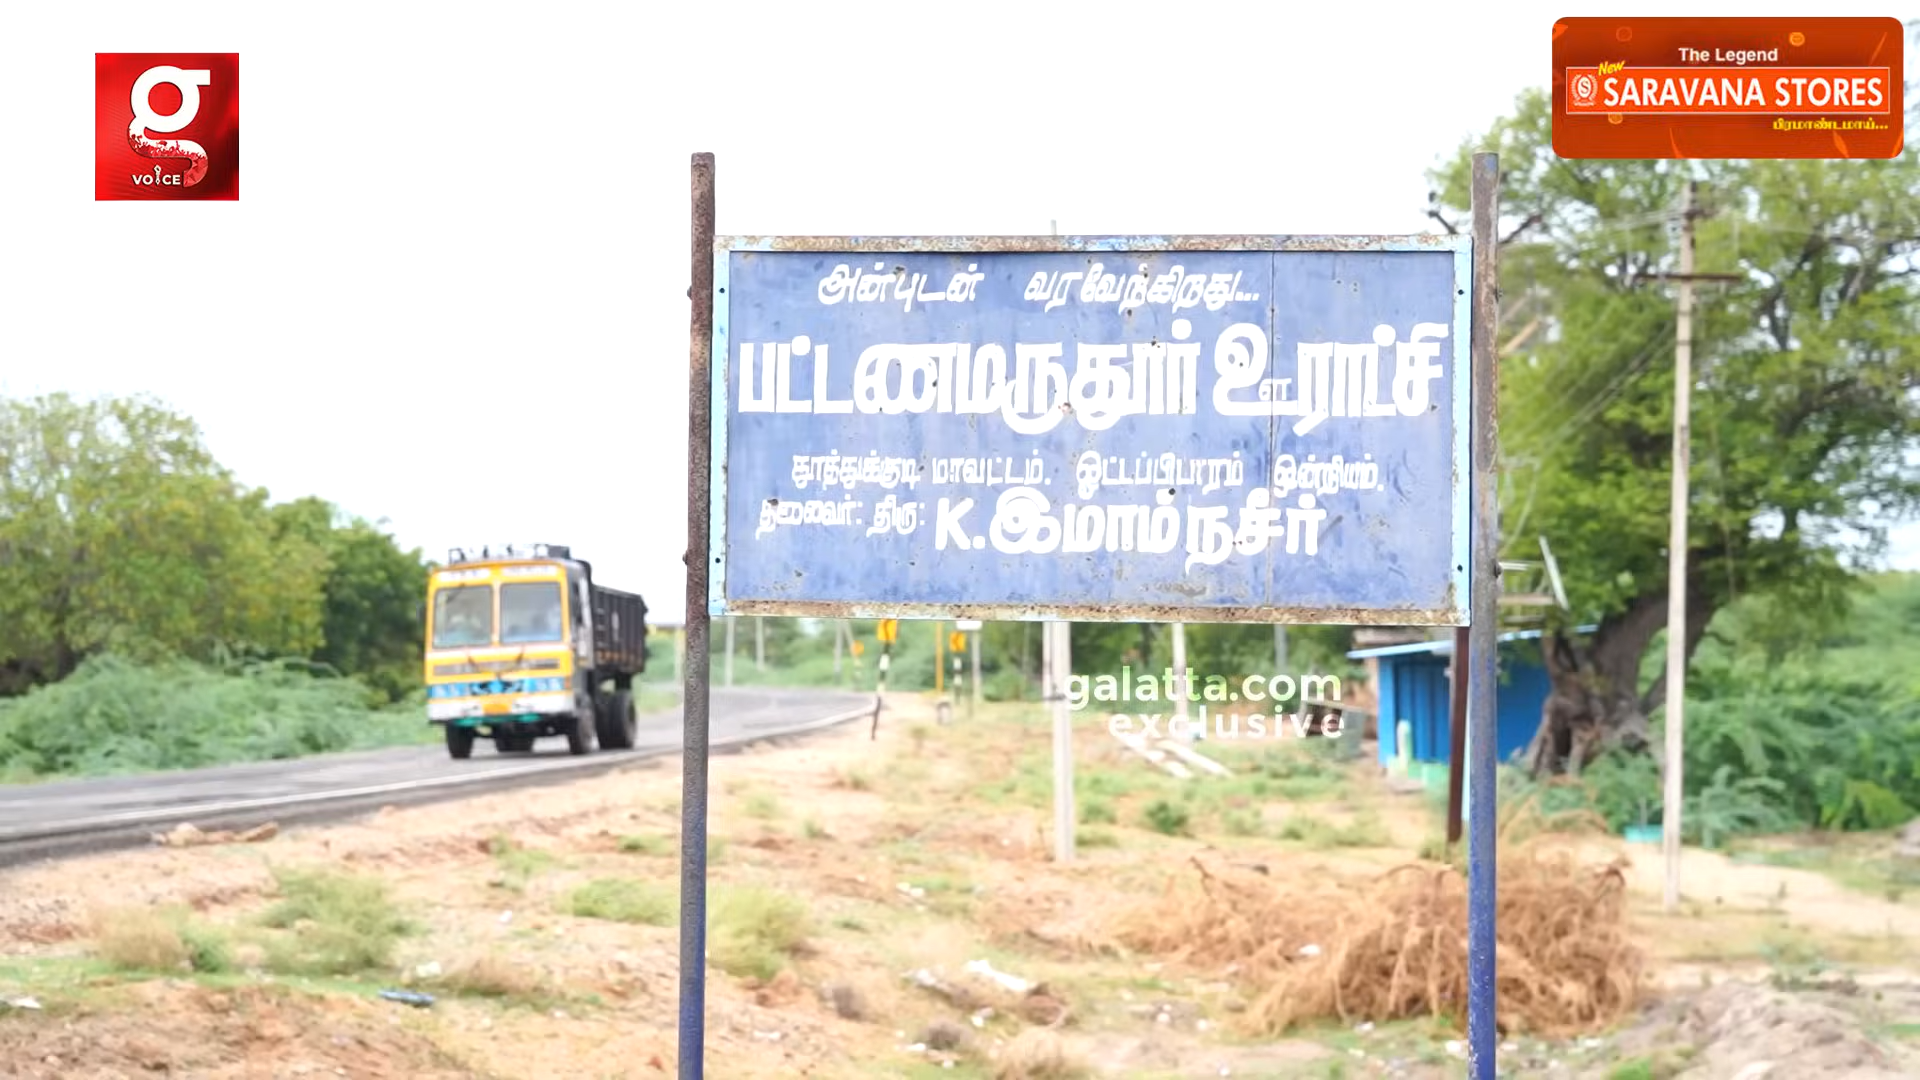 VOICE
The Legend
New SARAVANA STORES
பிரமாண்டமாய்...
அன்புடன் வரவேற்கிறது...
பட்டணமருதூர் ஊராட்சி
தூத்துக்குடி மாவட்டம். ஓட்டப்பிடாரம் ஒன்றியம்.
தலைவர்: திரு: K.இமாம்நசீர்
galatta.com
exclusive